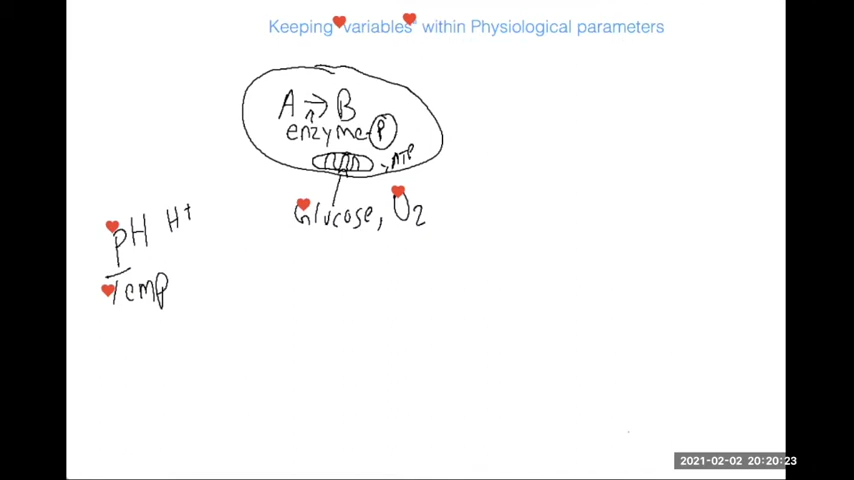 Keeping variables within Physiological parameters
A → B
enzyme P
ATP
Glucose, O2
pH H+
Temp
2021-02-02 20:20:23